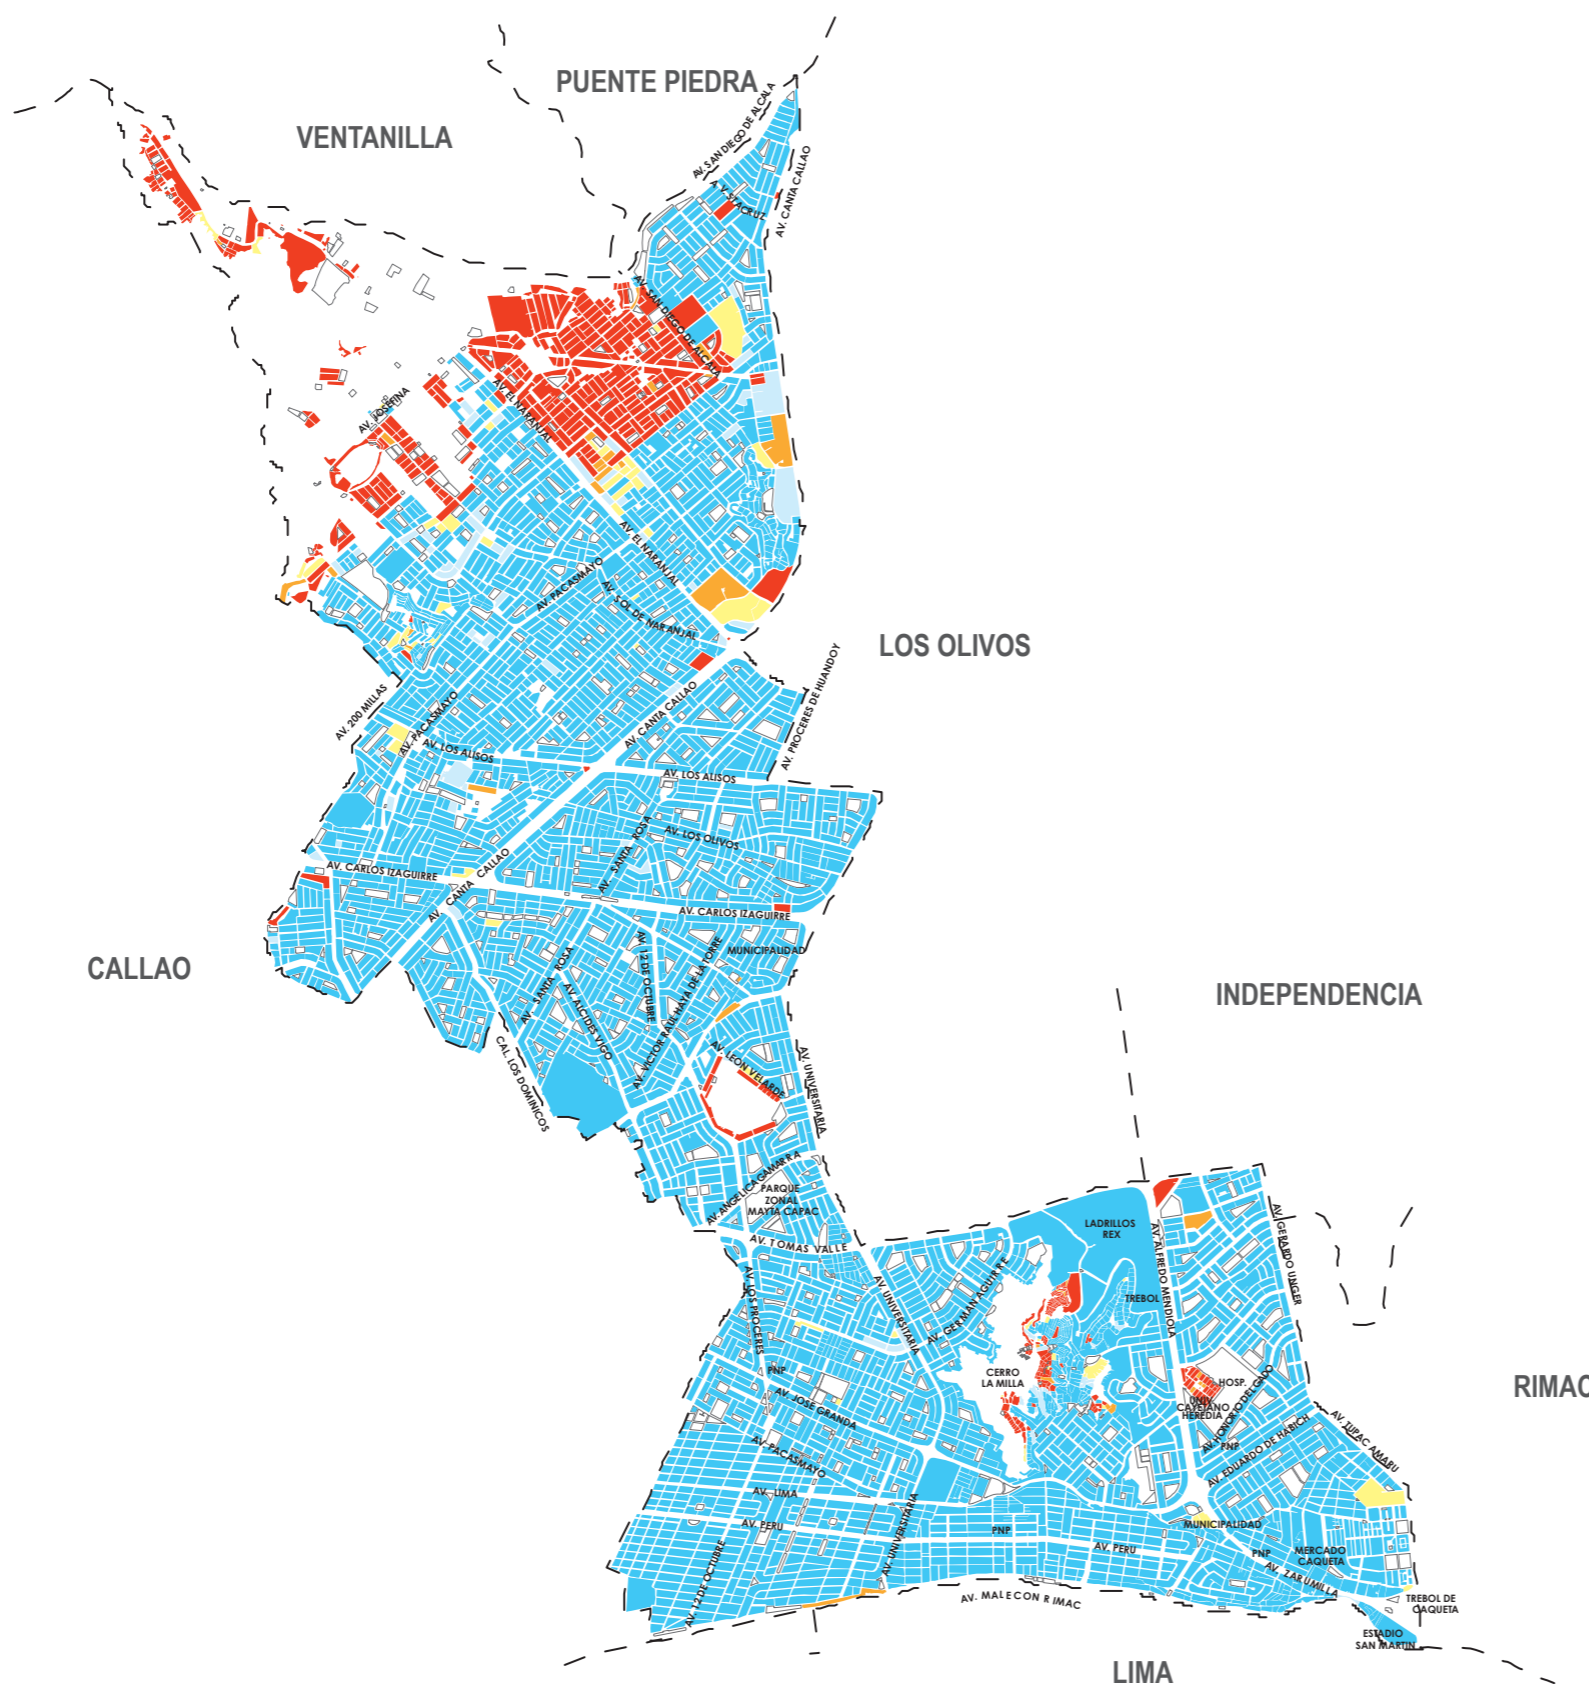 PUENTE PIEDRA
VENTANILLA
AV. SAN DIEGO DE ALCALA
AV. CANTA CALLAO
A.V. STACRUZ
AV. SAN DIEGO DE ALCALA
AV. JOSEFINA
AV. EL NARANJAL
AV. EL NARANJAL
AV. PACASMAYO
AV. SOL DE NARANJAL
LOS OLIVOS
AV. PROCERES DE HUANDOY
AV. 200 MILLAS
AV. PACASMAYO
AV. CANTA CALLAO
AV. LOS ALISOS
AV. LOS ALISOS
AV. SANTA ROSA
AV. LOS OLIVOS
AV. CARLOS IZAGUIRRE
AV. CANTA CALLAO
AV. CARLOS IZAGUIRRE
CALLAO
MUNICIPALIDAD
AV. SANTA ROSA
AV. 12 DE OCTUBRE
AV. VICTOR RAUL HAYA DE LA TORRE
AV. ALCIDES VIGO
INDEPENDENCIA
CAL. LOS DOMINICOS
AV. LEON VELARDE
AV. UNIVERSITARIA
AV. ANGELICA GAMARRA
PARQUE
ZONAL
MAYTA CAPAC
AV. TOMAS VALLE
LADRILLOS
REX
AV. GERARDO UNGER
AV. ALFREDO MENDIOLA
AV. LOS PROCERES
AV. UNIVERSITARIA
AV. GERMAN AGUIRRE
TREBOL
PNP
CERRO
LA MILLA
HOSP.
UNIV.
CAYEJANO
HEREDIA
AV. HONORIO DELGADO
RIMAC
AV. JOSE GRANDA
AV. PACASMAYO
PNP
AV. EDUARDO DE HABICH
AV. TUPAC AMARU
AV. LIMA
AV. PERU
AV. UNIVERSITARIA
PNP
AV. PERU
MUNICIPALIDAD
PNP
MERCADO
CAQUETA
AV. ZARUMILLA
AV. 12 DE OCTUBRE
AV. MALECON RIMAC
TREBOL DE
CAQUETA
ESTADIO
SAN MARTIN
LIMA